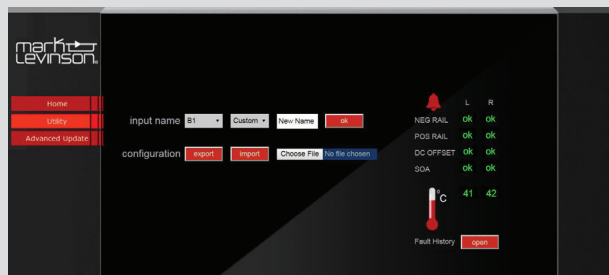 mark
Levinson®
Home
Utility
Advanced Update
input name B1 Custom New Name ok
configuration export import Choose File No file chosen
L R
NEG RAIL ok ok
POS RAIL ok ok
DC OFFSET ok ok
SOA ok ok
°C 41 42
Fault History open